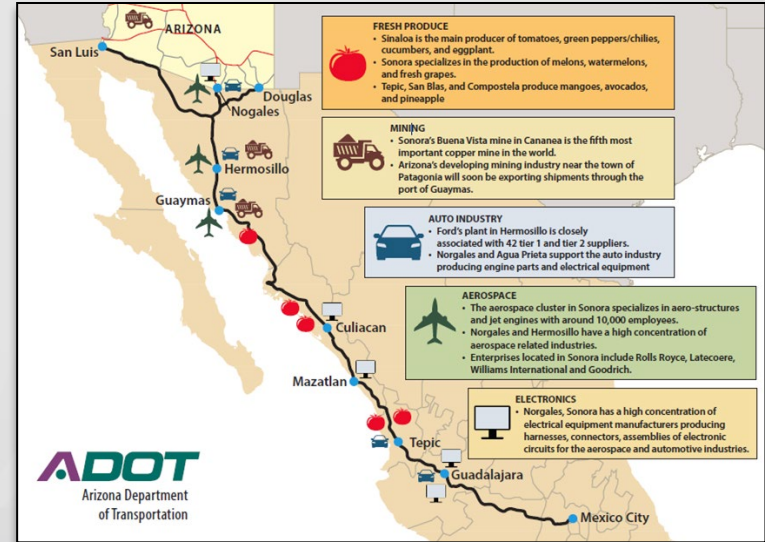 ARIZONA
San Luis
Douglas
Nogales
Hermosillo
Guaymas
Culiacan
Mazatlan
Tepic
Guadalajara
Mexico City
FRESH PRODUCE
• Sinaloa is the main producer of tomatoes, green peppers/chilies,
cucumbers, and eggplant.
• Sonora specializes in the production of melons, watermelons,
and fresh grapes.
• Tepic, San Blas, and Compostela produce mangoes, avocados,
and pineapple
MINING
• Sonora's Buena Vista mine in Cananea is the fifth most
important copper mine in the world.
• Arizona's developing mining industry near the town of
Patagonia will soon be exporting shipments through the
port of Guaymas.
AUTO INDUSTRY
• Ford's plant in Hermosillo is closely
associated with 42 tier 1 and tier 2 suppliers.
• Norgales and Agua Prieta support the auto industry
producing engine parts and electrical equipment
AEROSPACE
• The aerospace cluster in Sonora specializes in aero-structures
and jet engines with around 10,000 employees.
• Norgales and Hermosillo have a high concentration of
aerospace related industries.
• Enterprises located in Sonora include Rolls Royce, Latecoere,
Williams International and Goodrich.
ELECTRONICS
• Norgales, Sonora has a high concentration of
electrical equipment manufacturers producing
harnesses, connectors, assemblies of electronic
circuits for the aerospace and automotive industries.
ADOT
Arizona Department
of Transportation